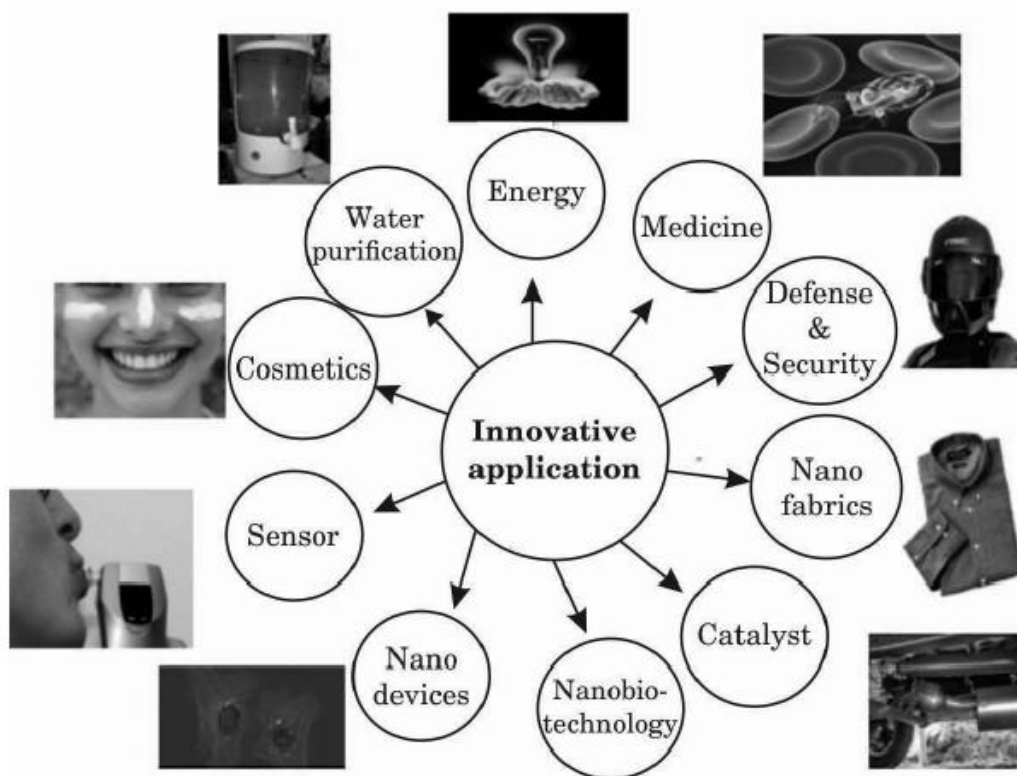 Energy
Medicine
Water
purification
Defense
&
Security
Cosmetics
Innovative
application
Nano
fabrics
Sensor
Catalyst
Nano
devices
Nanobio-
technology